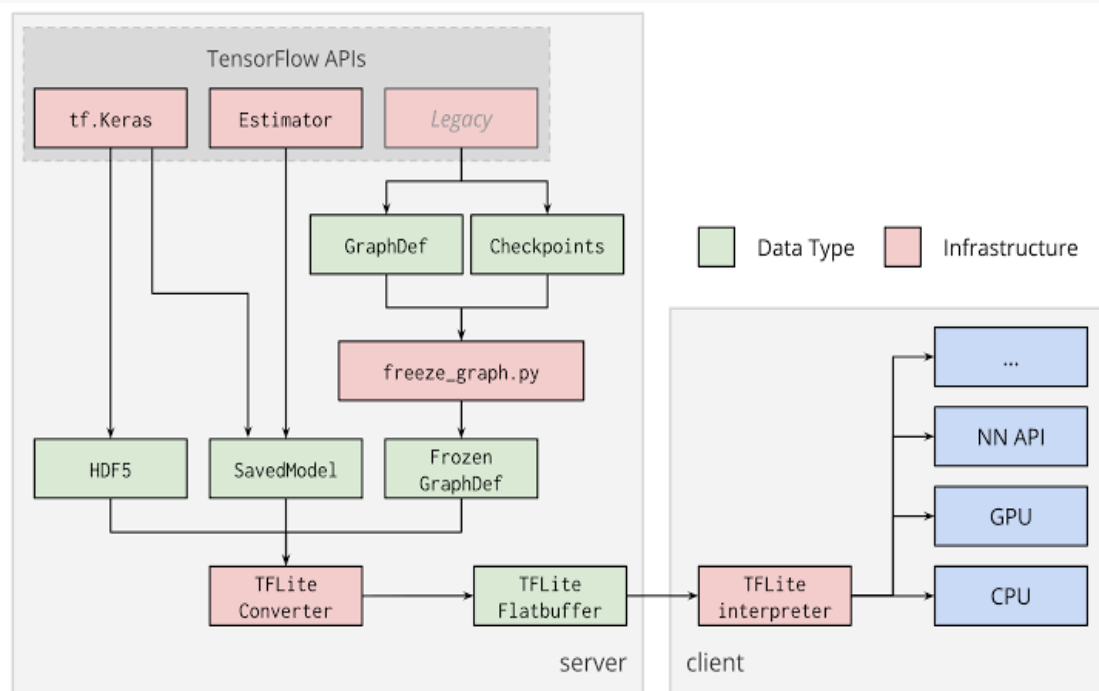 TensorFlow APIs
tf.Keras
Estimator
Legacy
GraphDef
Checkpoints
Data Type
Infrastructure
freeze_graph.py
...
NN API
HDF5
SavedModel
Frozen
GraphDef
GPU
TFLite
Converter
TFLite
Flatbuffer
TFLite
interpreter
CPU
server
client